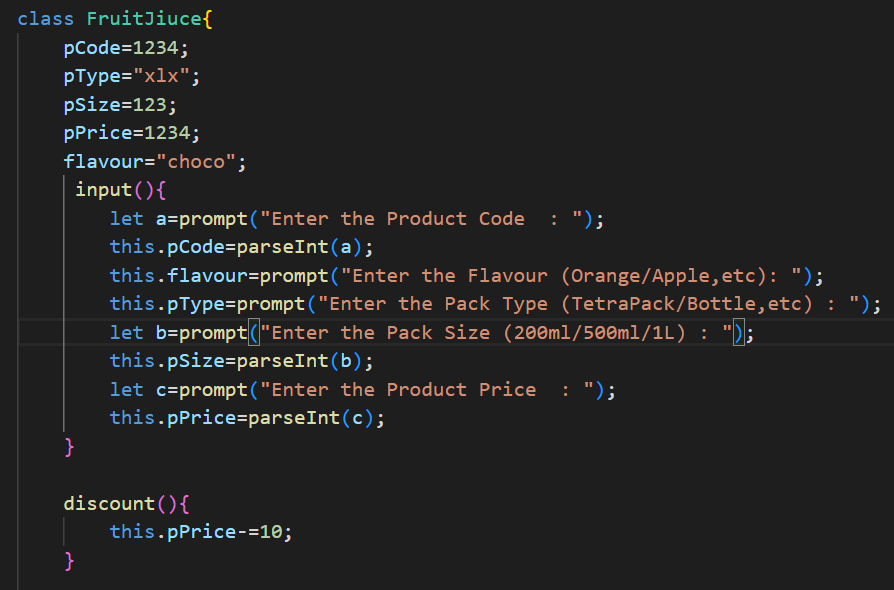 class FruitJiuce{
pCode=1234;
pType="xlx";
pSize=123;
pPrice=1234;
flavour="choco";
input(){
let a=prompt("Enter the Product Code  : ");
this.pCode=parseInt(a);
this.flavour=prompt("Enter the Flavour (Orange/Apple,etc): ");
this.pType=prompt("Enter the Pack Type (TetraPack/Bottle,etc) : ");
let b=prompt("Enter the Pack Size (200ml/500ml/1L) : ");
this.pSize=parseInt(b);
let c=prompt("Enter the Product Price  : ");
this.pPrice=parseInt(c);
}
discount(){
this.pPrice-=10;
}